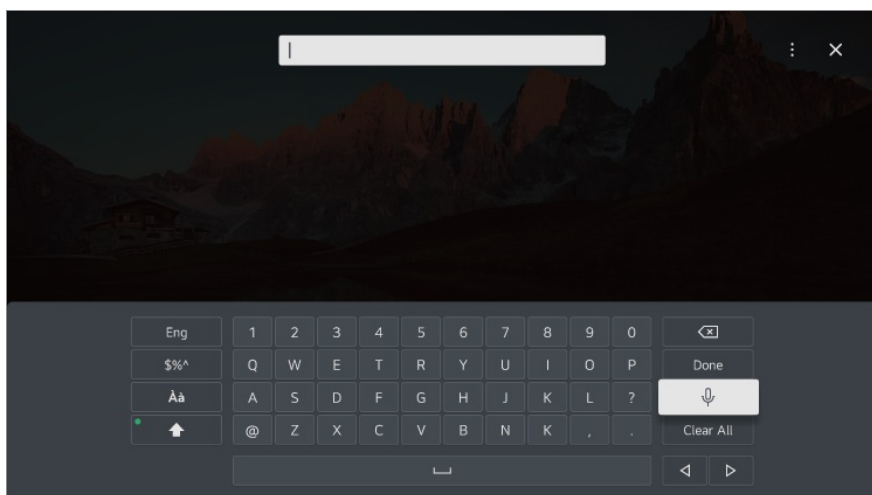 Eng 1 2 3 4 5 6 7 8 9 0
$%^ Q W E T R Y U I O P Done
Àà A S D F G H J K L ?
@ Z X C V B N K , . Clear All